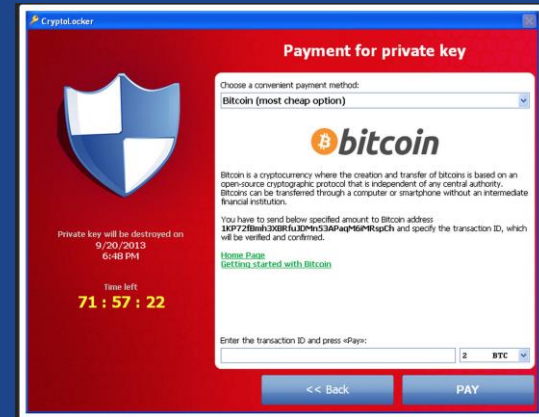 CryptoLocker
Payment for private key
Choose a convenient payment method:
Bitcoin (most cheap option)
bitcoin
Bitcoin is a cryptocurrency where the creation and transfer of bitcoins is based on an
open-source cryptographic protocol that is independent of any central authority.
Bitcoins can be transferred through a computer or smartphone without an intermediate
financial institution.
You have to send below specified amount to Bitcoin address
and specify the transaction ID, which
will be verified and confirmed.
Home Page
Getting started with Bitcoin
Private key will be destroyed on
9/20/2013
6:48 PM
Time left
71 : 57 : 22
Enter the transaction ID and press «Pay»:
2 BTC
<< Back
PAY